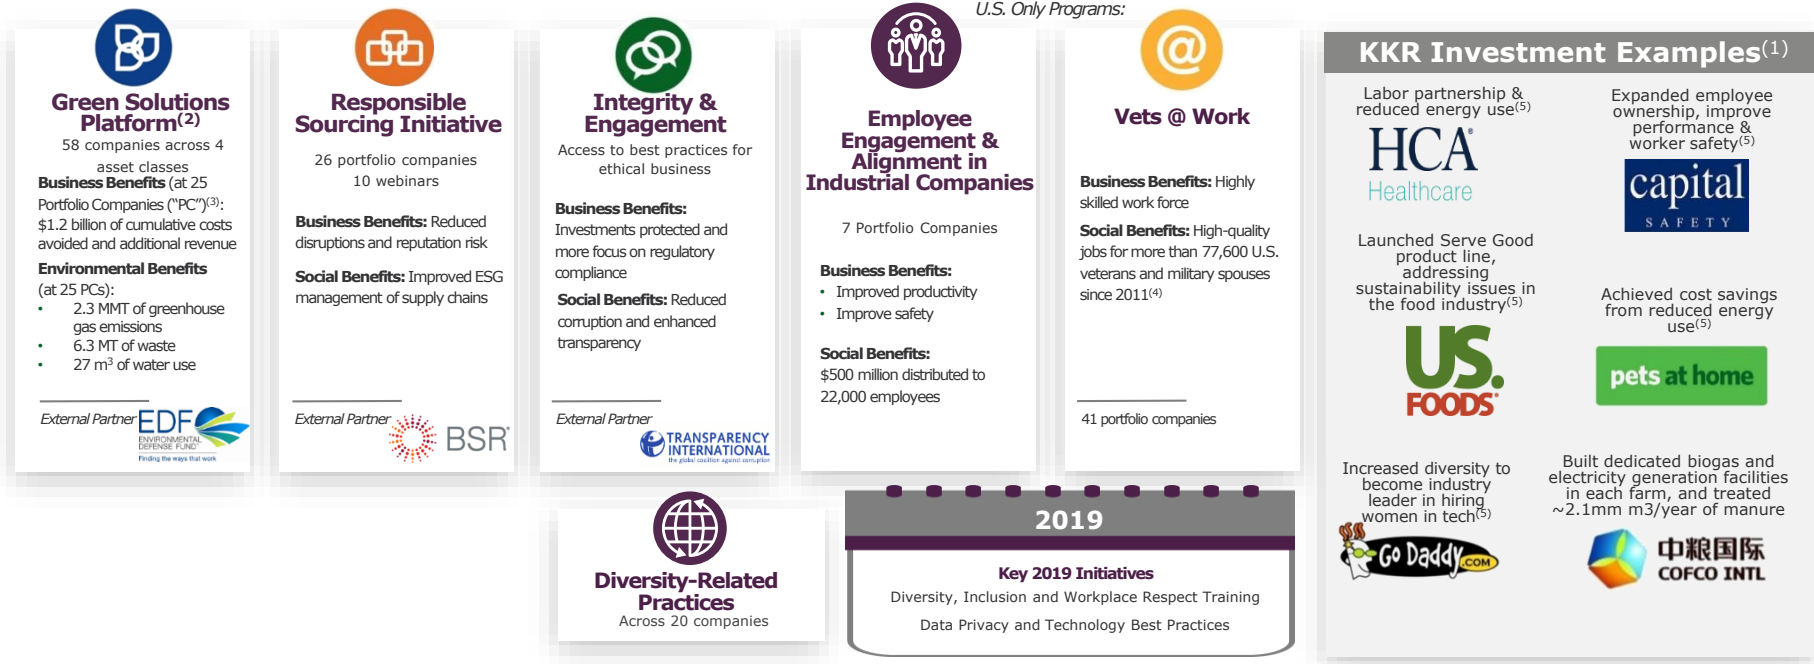 U.S. Only Programs:
Green Solutions
Platform(2)
58 companies across 4
asset classes
Business Benefits (at 25
Portfolio Companies (“PC”)(3):
$1.2 billion of cumulative costs
avoided and additional revenue
Environmental Benefits
(at 25 PCs):
• 2.3 MMT of greenhouse
gas emissions
• 6.3 MT of waste
• 27 m3 of water use
External Partner
EDF
ENVIRONMENTAL
DEFENSE FUND
Finding the ways that work
Responsible
Sourcing Initiative
26 portfolio companies
10 webinars
Business Benefits: Reduced
disruptions and reputation risk
Social Benefits: Improved ESG
management of supply chains
External Partner
BSR®
Integrity &
Engagement
Access to best practices for
ethical business
Business Benefits:
Investments protected and
more focus on regulatory
compliance
Social Benefits: Reduced
corruption and enhanced
transparency
External Partner
TRANSPARENCY
INTERNATIONAL
the global coalition against corruption
Employee
Engagement &
Alignment in
Industrial Companies
7 Portfolio Companies
Business Benefits:
• Improved productivity
• Improve safety
Social Benefits:
$500 million distributed to
22,000 employees
@
Vets @ Work
Business Benefits: Highly
skilled work force
Social Benefits: High-quality
jobs for more than 77,600 U.S.
veterans and military spouses
since 2011(4)
41 portfolio companies
Diversity-Related
Practices
Across 20 companies
2019
Key 2019 Initiatives
Diversity, Inclusion and Workplace Respect Training
Data Privacy and Technology Best Practices
KKR Investment Examples(1)
Labor partnership &
reduced energy use(5)
HCA®
Healthcare
Expanded employee
ownership, improve
performance &
worker safety(5)
capital
SAFETY
Launched Serve Good
product line,
addressing
sustainability issues in
the food industry(5)
US.
FOODS®
Achieved cost savings
from reduced energy
use(5)
pets at home
Increased diversity to
become industry
leader in hiring
women in tech(5)
Go Daddy.COM
Built dedicated biogas and
electricity generation facilities
in each farm, and treated
~2.1mm m3/year of manure
中粮国际
COFCO INTL